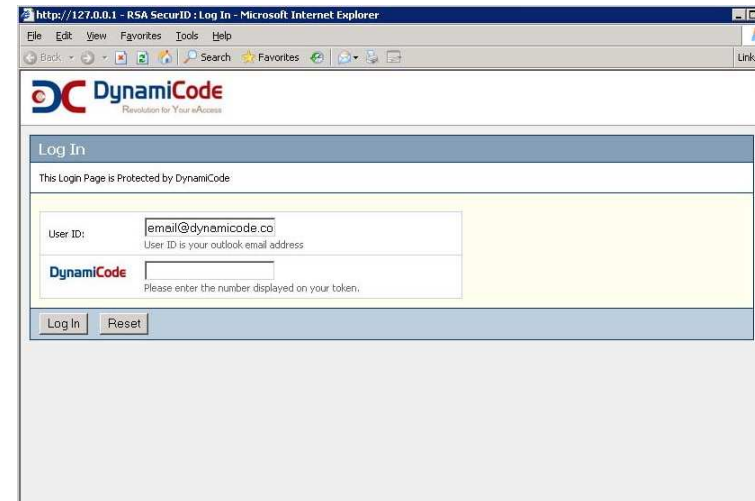 http://127.0.0.1 - RSA SecurID : Log In - Microsoft Internet Explorer
File Edit View Favorites Tools Help
Back Search Favorites
Link
DynamiCode
Revolution for Your eAccess
Log In
This Login Page is Protected by DynamiCode
User ID: email@dynamicode.co
User ID is your outlook email address
DynamiCode
Please enter the number displayed on your token.
Log In Reset